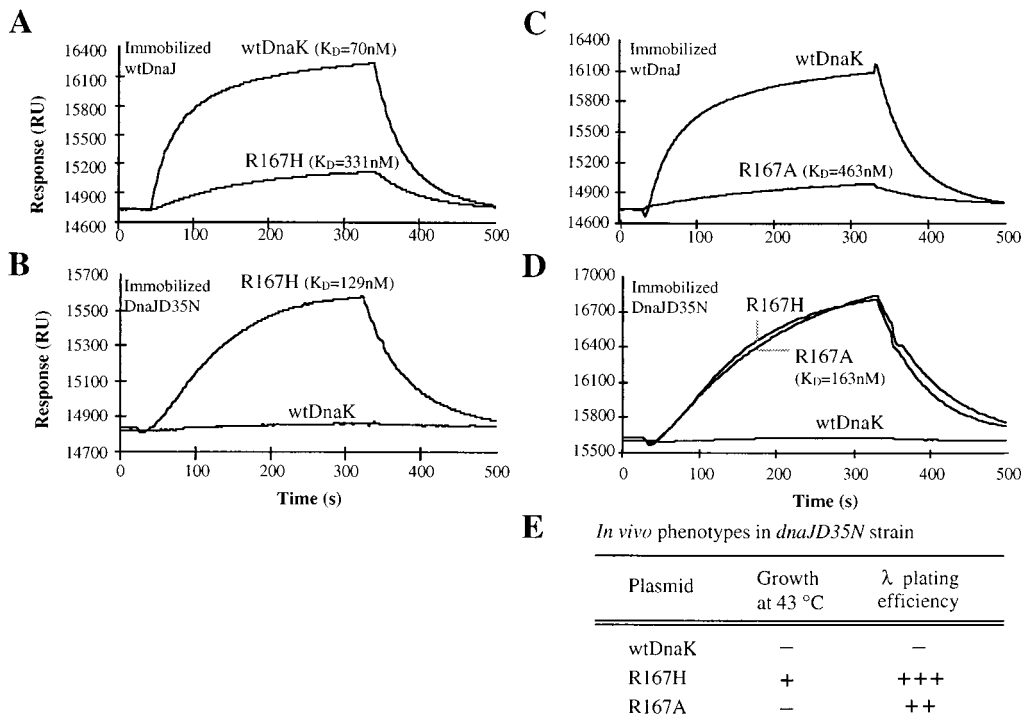 A
Immobilized
wtDnaJ
wtDnaK (KD=70nM)
R167H (KD=331nM)
Response (RU)
16400
16100
15800
15500
15200
14900
14600
0
100
200
300
400
500
B
Immobilized
DnaJD35N
R167H (KD=129nM)
wtDnaK
Response (RU)
15700
15500
15300
15100
14900
14700
0
100
200
300
400
500
Time (s)
C
Immobilized
wtDnaJ
wtDnaK
R167A (KD=463nM)
16400
16100
15800
15500
15200
14900
14600
0
100
200
300
400
500
D
Immobilized
DnaJD35N
R167H
R167A
(KD=163nM)
wtDnaK
17000
16700
16400
16100
15800
15500
0
100
200
300
400
500
Time (s)
E
In vivo phenotypes in dnaJD35N strain
Plasmid Growth at 43 °C λ plating efficiency
wtDnaK – –
R167H + +++
R167A – ++